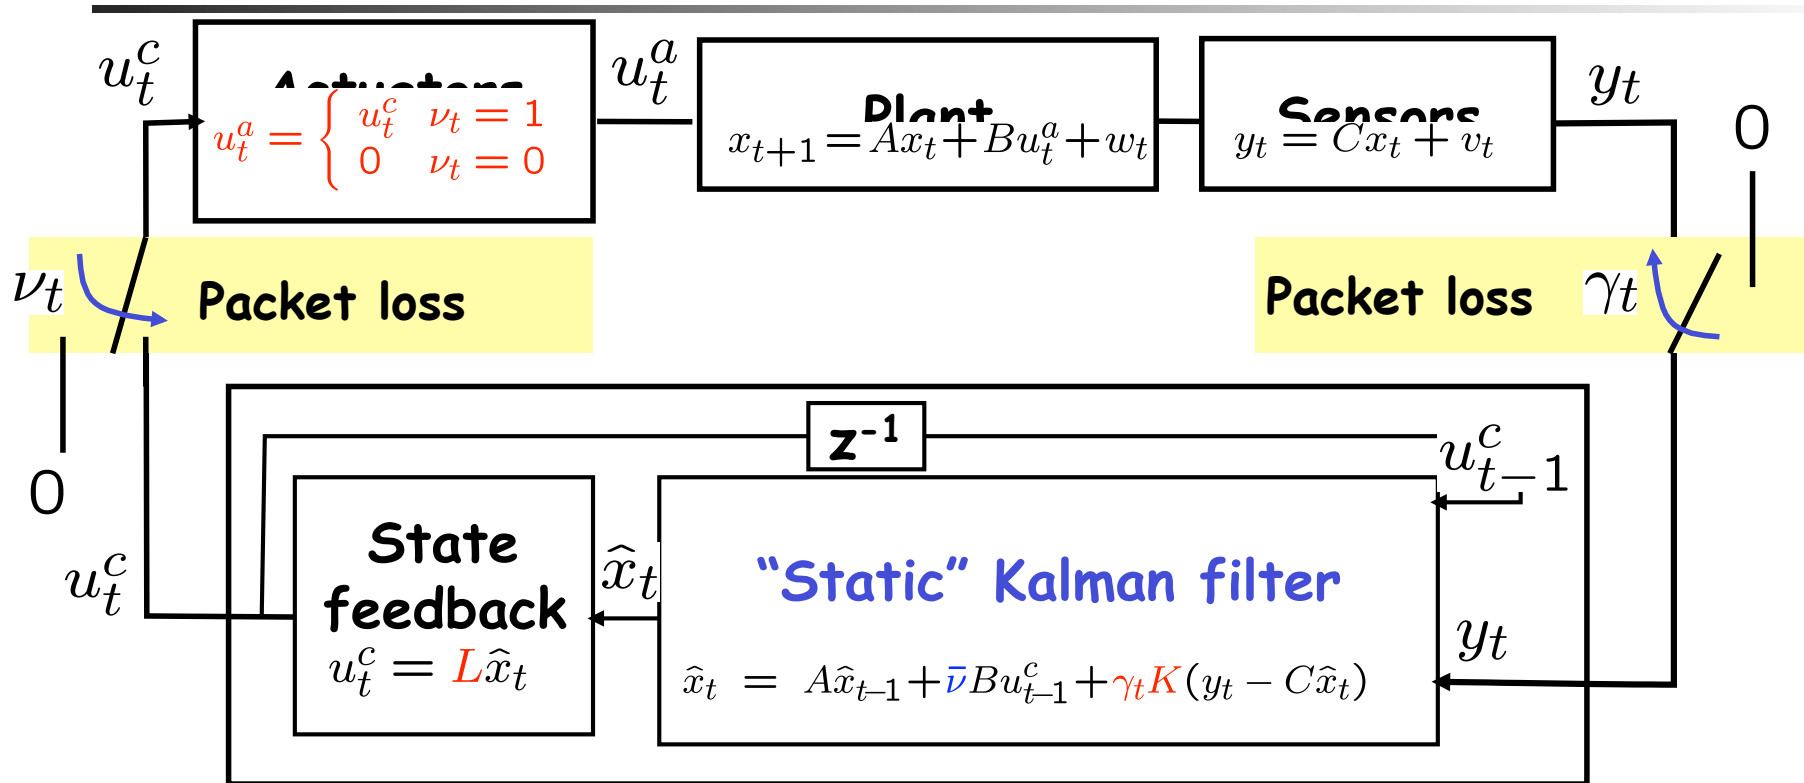 u_t^c
Actuators
u_t^a = { u_t^c ν_t = 1
0 ν_t = 0
u_t^a
Plant
x_{t+1} = Ax_t + Bu_t^a + w_t
Sensors
y_t = Cx_t + v_t
y_t
0
ν_t
Packet loss
Packet loss
γ_t
0
z^{-1}
u_{t-1}^c
u_t^c
State
feedback
u_t^c = Lx̂_t
x̂_t
“Static” Kalman filter
x̂_t = Ax̂_{t-1} + ν̄Bu_{t-1}^c + γ_tK(y_t − Cx̂_t)
y_t